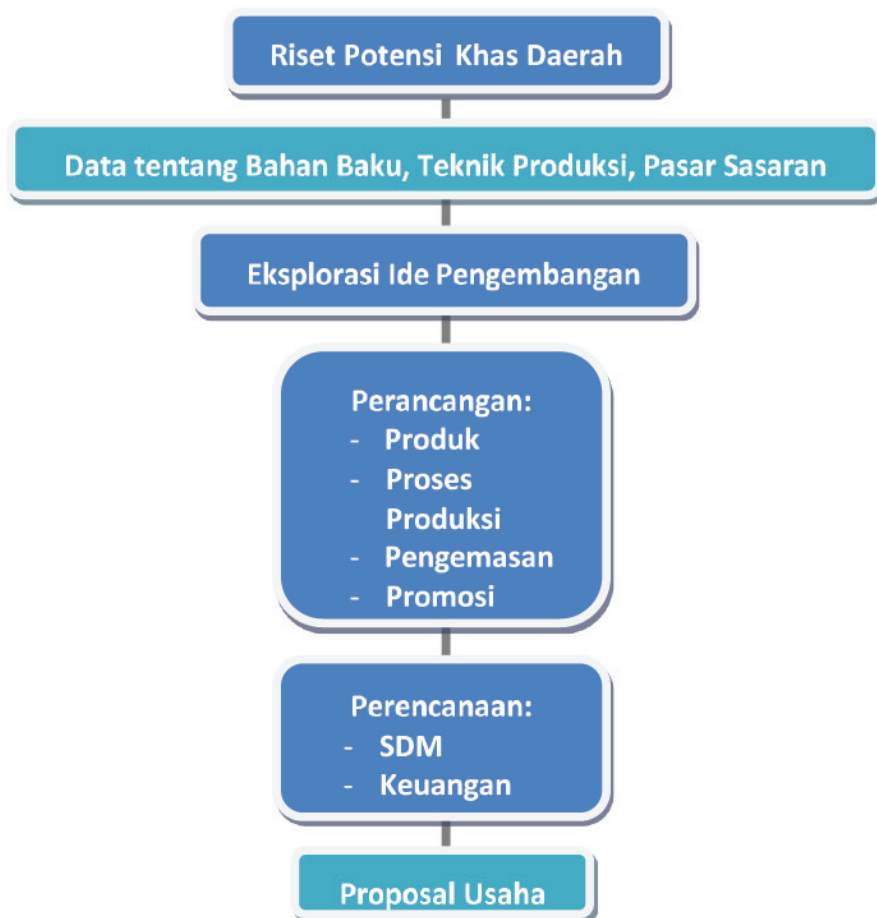 Riset Potensi Khas Daerah
Data tentang Bahan Baku, Teknik Produksi, Pasar Sasaran
Eksplorasi Ide Pengembangan
Perancangan:
- Produk
- Proses
Produksi
- Pengemasan
- Promosi
Perencanaan:
- SDM
- Keuangan
Proposal Usaha